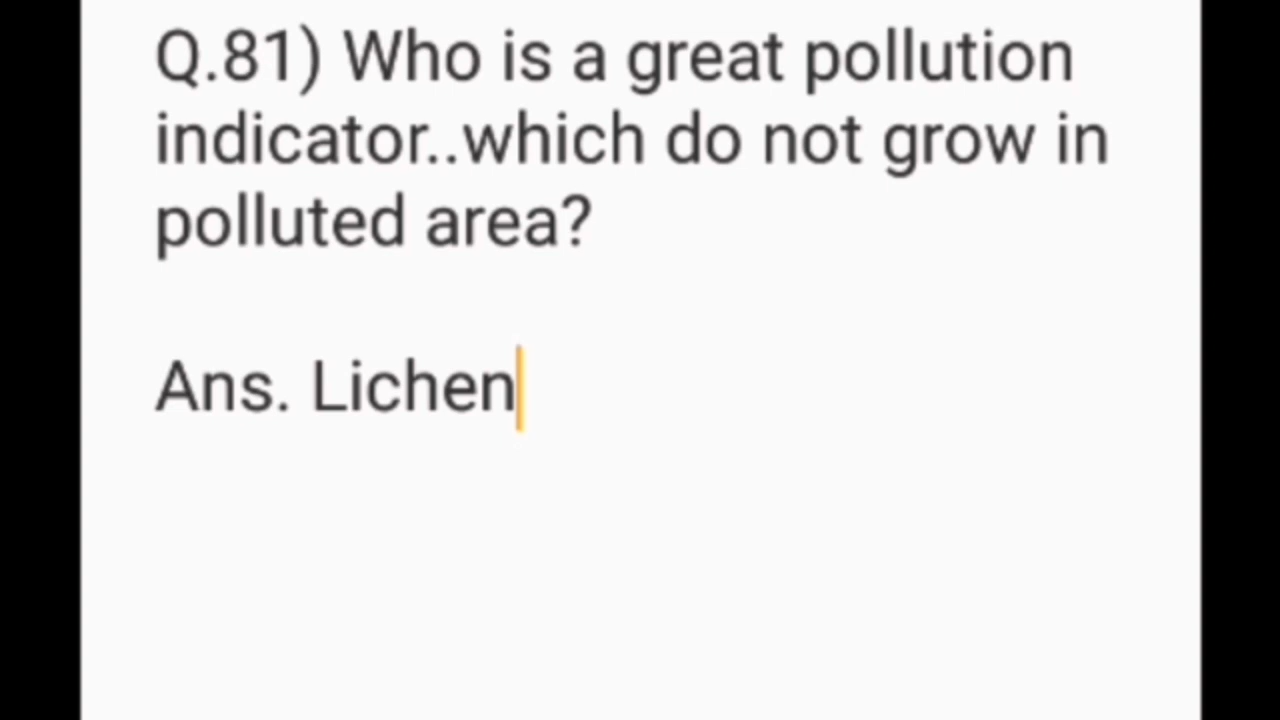 Q.81) Who is a great pollution
indicator..which do not grow in
polluted area?
Ans. Lichen